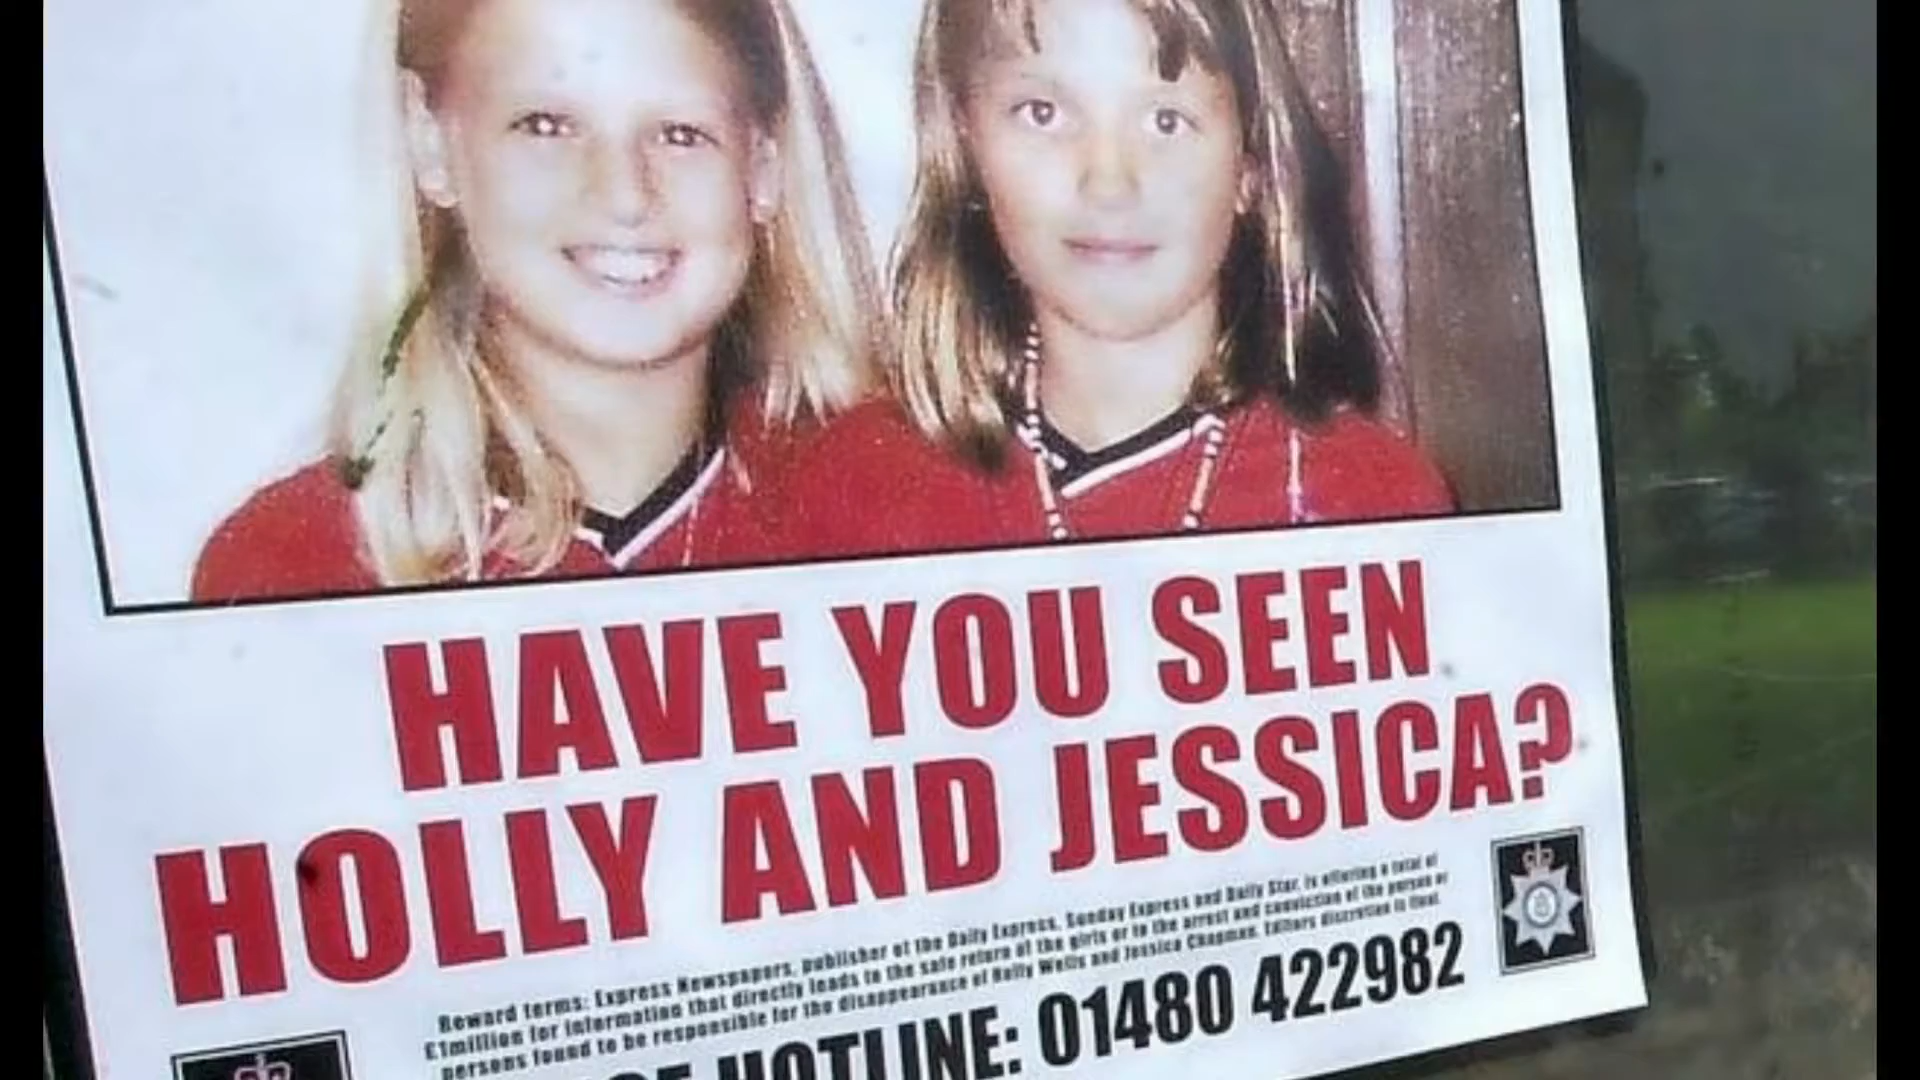 HAVE YOU SEEN
HOLLY AND JESSICA?
Reward terms: Express Newspapers, publisher of the Daily Express, Sunday Express and Daily Star, is offering a total of
£1million for information that directly leads to the safe return of the girls or to the arrest and conviction of the person or
persons found to be responsible for the disappearance of Holly Wells and Jessica Chapman. Editors discretion is final.
HOTLINE: 01480 422982